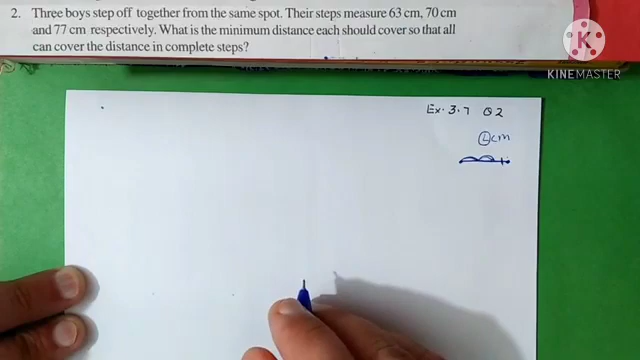 2. Three boys step off together from the same spot. Their steps measure 63 cm, 70 cm
and 77 cm respectively. What is the minimum distance each should cover so that all
can cover the distance in complete steps?
KINEMASTER
Ex. 3.7 Q2
LCM